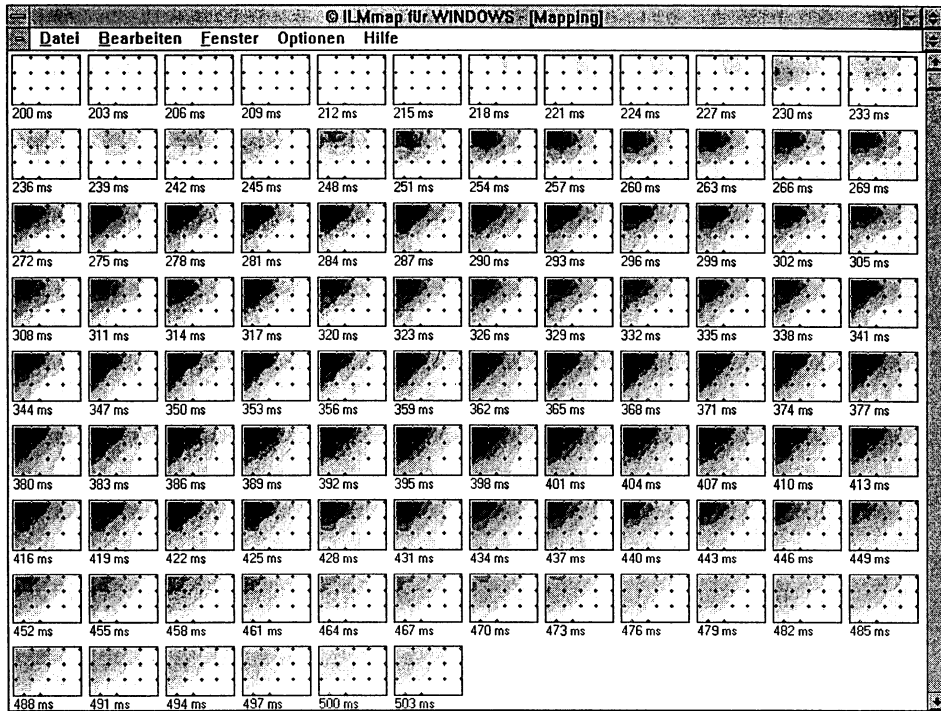 © ILMmap für WINDOWS - [Mapping]
Datei Bearbeiten Fenster Optionen Hilfe
200 ms 203 ms 206 ms 209 ms 212 ms 215 ms 218 ms 221 ms 224 ms 227 ms 230 ms 233 ms
236 ms 239 ms 242 ms 245 ms 248 ms 251 ms 254 ms 257 ms 260 ms 263 ms 266 ms 269 ms
272 ms 275 ms 278 ms 281 ms 284 ms 287 ms 290 ms 293 ms 296 ms 299 ms 302 ms 305 ms
308 ms 311 ms 314 ms 317 ms 320 ms 323 ms 326 ms 329 ms 332 ms 335 ms 338 ms 341 ms
344 ms 347 ms 350 ms 353 ms 356 ms 359 ms 362 ms 365 ms 368 ms 371 ms 374 ms 377 ms
380 ms 383 ms 386 ms 389 ms 392 ms 395 ms 398 ms 401 ms 404 ms 407 ms 410 ms 413 ms
416 ms 419 ms 422 ms 425 ms 428 ms 431 ms 434 ms 437 ms 440 ms 443 ms 446 ms 449 ms
452 ms 455 ms 458 ms 461 ms 464 ms 467 ms 470 ms 473 ms 476 ms 479 ms 482 ms 485 ms
488 ms 491 ms 494 ms 497 ms 500 ms 503 ms